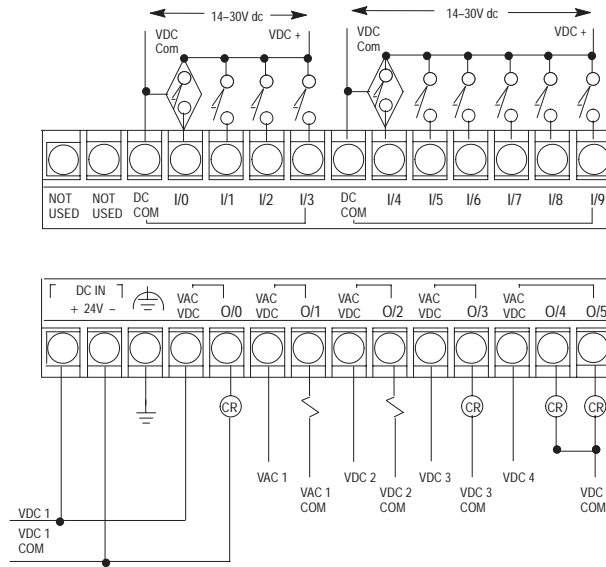 14–30V dc
14–30V dc
VDC
Com
VDC +
VDC
Com
VDC +
NOT
USED
NOT
USED
DC
COM
I/0
I/1
I/2
I/3
DC
COM
I/4
I/5
I/6
I/7
I/8
I/9
DC IN
+ 24V –
VAC
VDC
O/0
VAC
VDC
O/1
VAC
VDC
O/2
VAC
VDC
O/3
VAC
VDC
O/4
O/5
CR
CR
CR
CR
VAC 1
VAC 1
COM
VDC 2
VDC 2
COM
VDC 3
VDC 3
COM
VDC 4
VDC
COM
VDC 1
VDC 1
COM